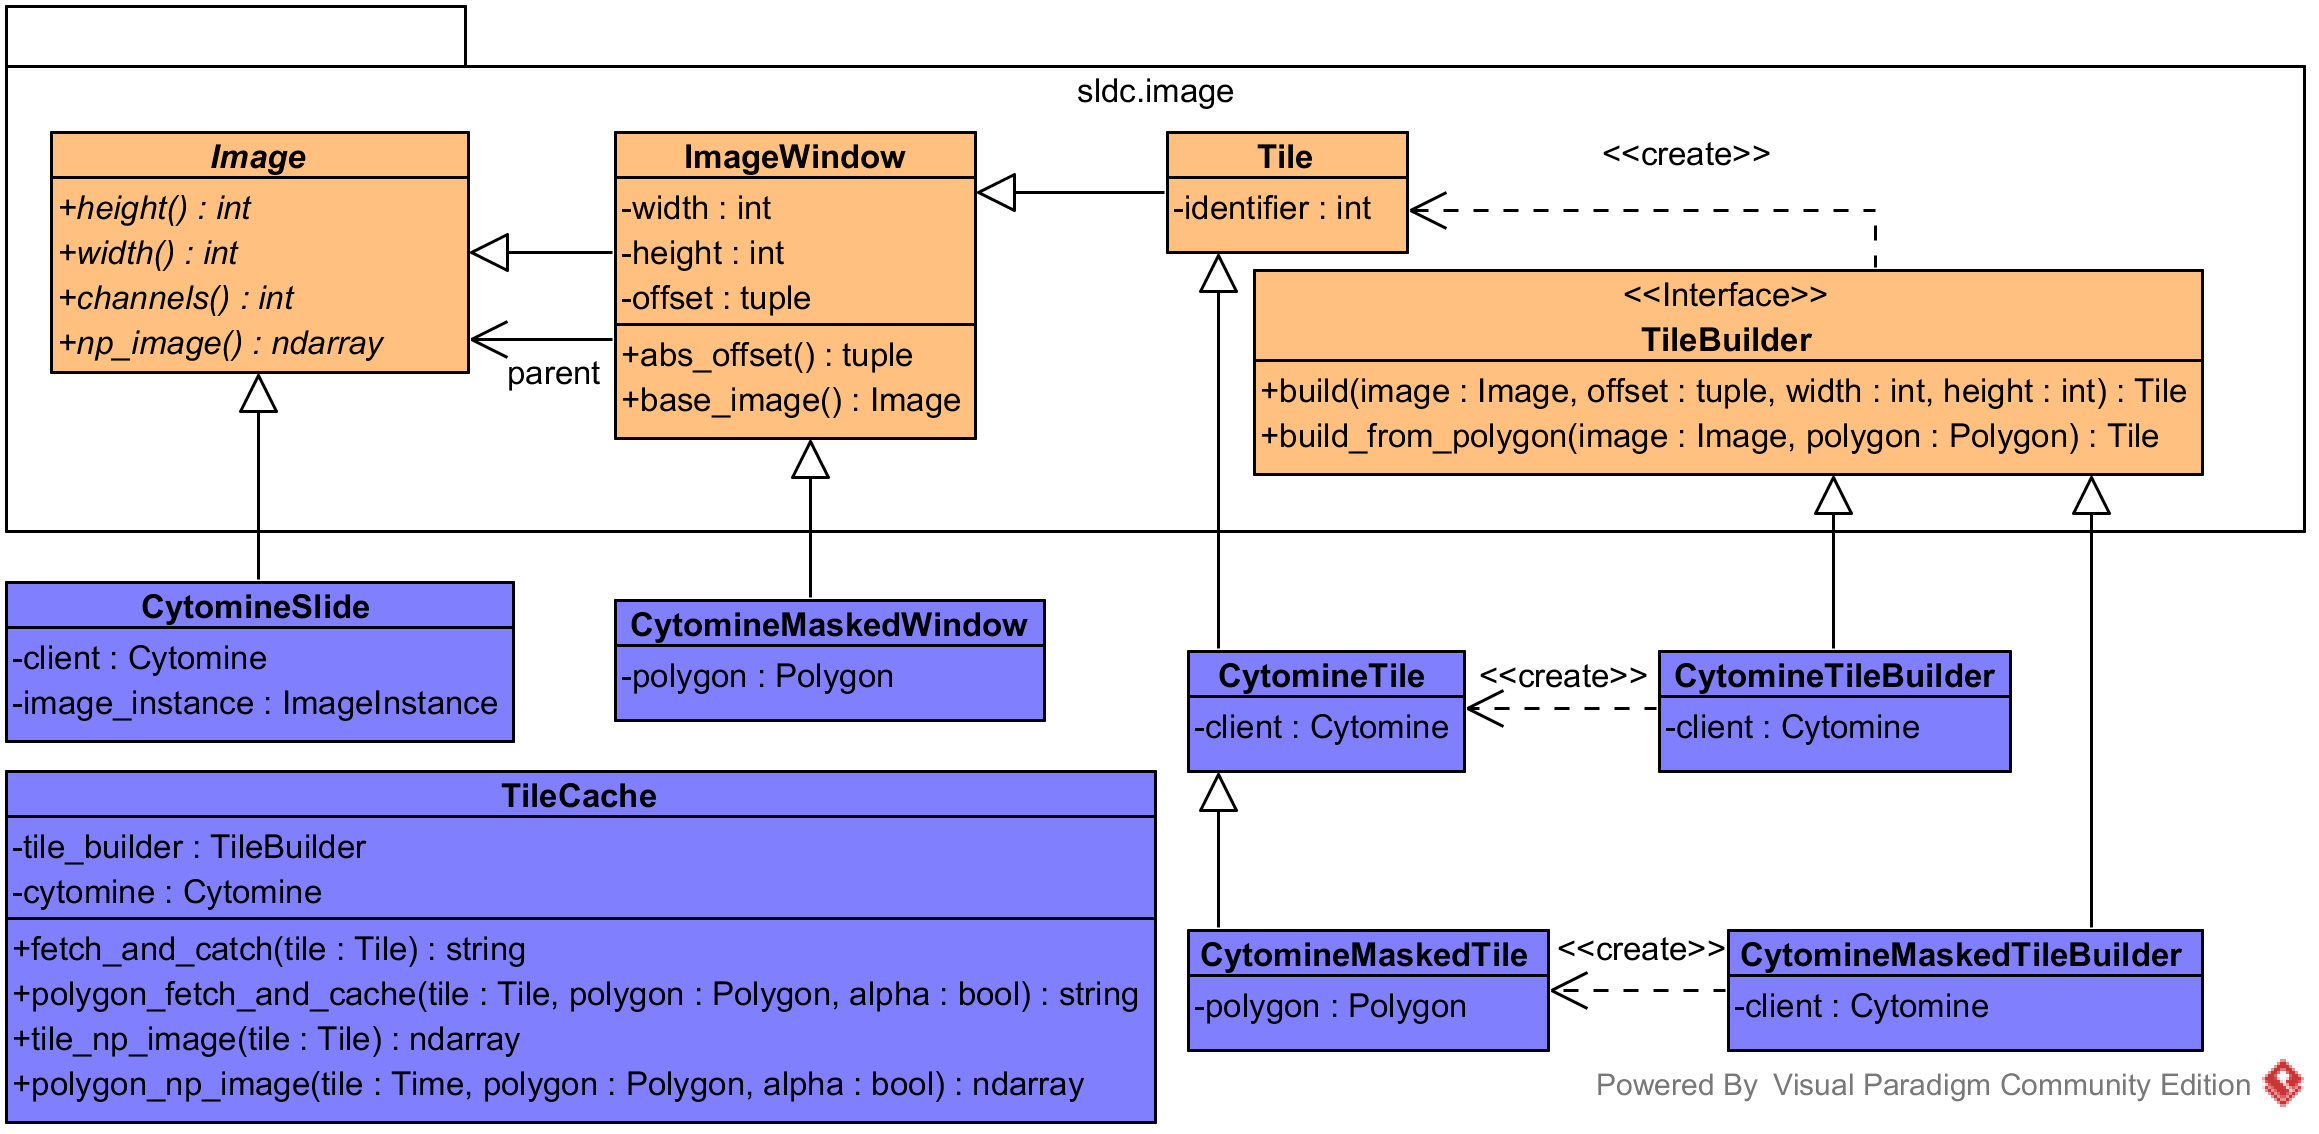 sldc.image
Image
+height() : int
+width() : int
+channels() : int
+np_image() : ndarray
parent
ImageWindow
-width : int
-height : int
-offset : tuple
+abs_offset() : tuple
+base_image() : Image
Tile
-identifier : int
<<create>>
<<Interface>>
TileBuilder
+build(image : Image, offset : tuple, width : int, height : int) : Tile
+build_from_polygon(image : Image, polygon : Polygon) : Tile
CytomineSlide
-client : Cytomine
-image_instance : ImageInstance
CytomineMaskedWindow
-polygon : Polygon
CytomineTile
-client : Cytomine
<<create>>
CytomineTileBuilder
-client : Cytomine
TileCache
-tile_builder : TileBuilder
-cytomine : Cytomine
+fetch_and_catch(tile : Tile) : string
+polygon_fetch_and_cache(tile : Tile, polygon : Polygon, alpha : bool) : string
+tile_np_image(tile : Tile) : ndarray
+polygon_np_image(tile : Time, polygon : Polygon, alpha : bool) : ndarray
CytomineMaskedTile
-polygon : Polygon
<<create>>
CytomineMaskedTileBuilder
-client : Cytomine
Powered By Visual Paradigm Community Edition